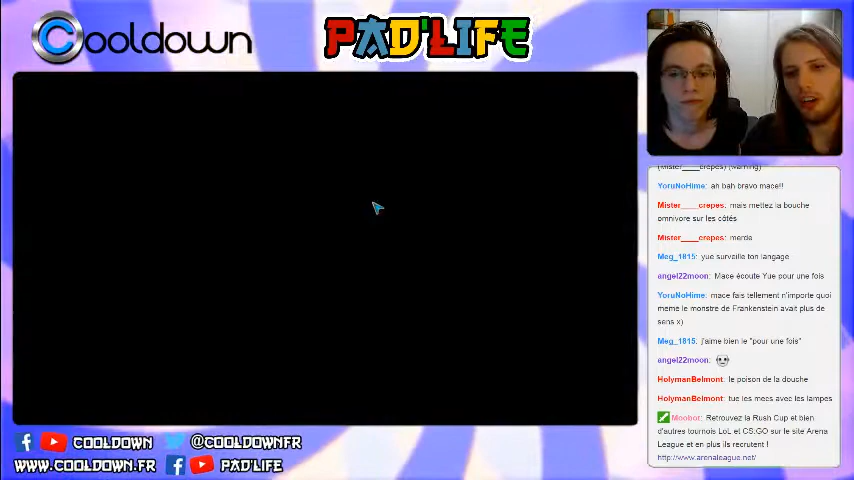 Cooldown
PAD'LIFE
(Mister____crepes) (warning)
YoruNoHime: ah bah bravo mace!!
Mister____crepes: mais mettez la bouche
omnivore sur les côtés
Mister____crepes: merde
Meg_1815: yue surveille ton langage
angel22moon: Mace écoute Yue pour une fois
YoruNoHime: mace fais tellement n'importe quoi
meme le monstre de Frankenstein avait plus de
sens x)
Meg_1815: j'aime bien le "pour une fois"
angel22moon:
HolymanBelmont: le poison de la douche
HolymanBelmont: tue les mecs avec les lampes
Moobot: Retrouvez la Rush Cup et bien
d'autres tournois LoL et CS:GO sur le site Arena
League et en plus ils recrutent !
http://www.arenaleague.net/
COOLDOWN @COOLDOWNFR
WWW.COOLDOWN.FR PAD'LIFE